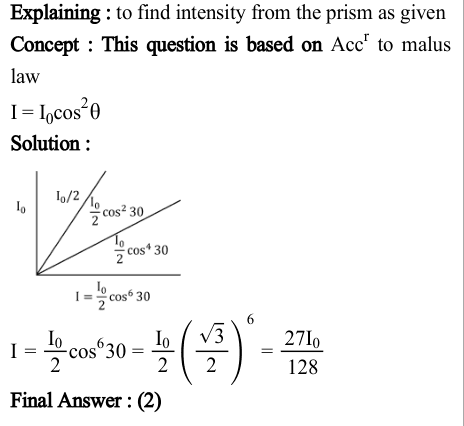 Explaining : to find intensity from the prism as given
Concept : This question is based on Accʳ to malus
law
I = I₀cos²θ
Solution :
I₀
I₀/2
I₀/2 cos² 30
I₀/2 cos⁴ 30
I = I₀/2 cos⁶ 30
I = I₀/2 cos⁶30 = I₀/2 (√3/2)⁶ = 27I₀/128
Final Answer : (2)